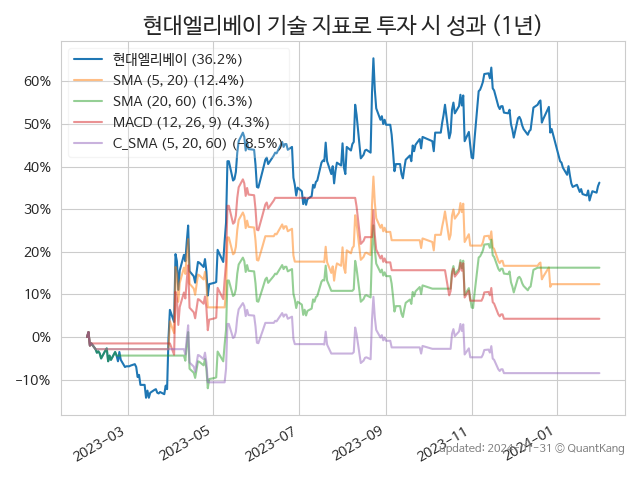 현대엘리베이 기술 지표로 투자 시 성과 (1년)
현대엘리베이 (36.2%)
SMA (5, 20) (12.4%)
SMA (20, 60) (16.3%)
MACD (12, 26, 9) (4.3%)
C_SMA (5, 20, 60) (−8.5%)
60%
50%
40%
30%
20%
10%
0%
−10%
2023-03
2023-05
2023-07
2023-09
2023-11
2024-01
updated: 2024-01-31 © QuantKang